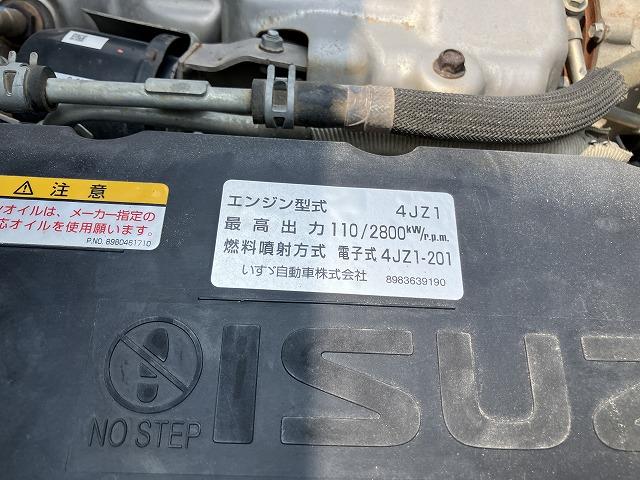 注意
オイルは、メーカー指定の
応オイルを使用願います。
P.NO. 8980461710
エンジン型式 4JZ1
最高出力 110/2800kW/r.p.m.
燃料噴射方式 電子式 4JZ1-201
いすゞ自動車株式会社 8983639190
NO STEP
ISUZ